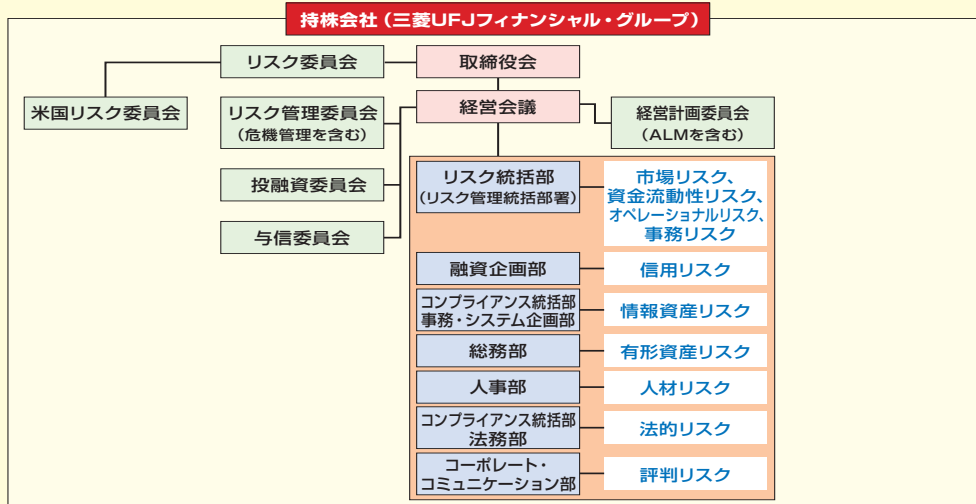 持株会社（三菱UFJフィナンシャル・グループ）
リスク委員会
取締役会
米国リスク委員会
リスク管理委員会
（危機管理を含む）
経営会議
経営計画委員会
（ALMを含む）
投融資委員会
与信委員会
リスク統括部
（リスク管理統括部署）
市場リスク、
資金流動性リスク、
オペレーショナルリスク、
事務リスク
融資企画部
信用リスク
コンプライアンス統括部
事務・システム企画部
情報資産リスク
総務部
有形資産リスク
人事部
人材リスク
コンプライアンス統括部
法務部
法的リスク
コーポレート・
コミュニケーション部
評判リスク